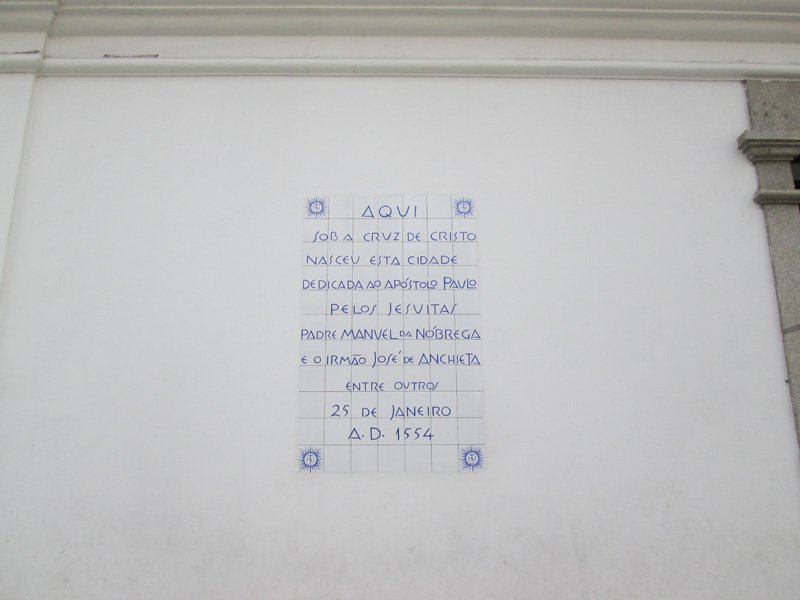 AQUI
SOB A CRUZ DE CRISTO
NASCEU ESTA CIDADE
DEDICADA AO APÓSTOLO PAULO
PELOS JESUITAS
PADRE MANUEL DA NÓBREGA
E O IRMÃO JOSÉ DE ANCHIETA
ENTRE OUTROS
25 DE JANEIRO
A.D. 1554